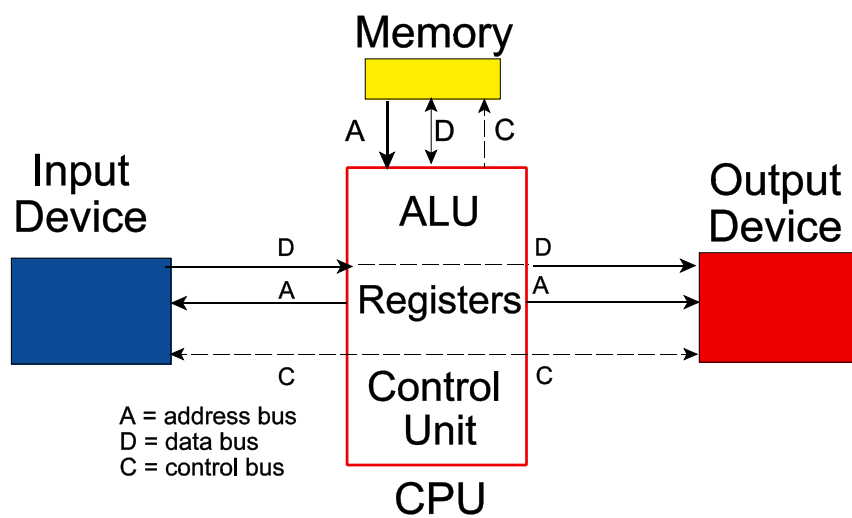 Memory
A
D
C
Input
Device
ALU
Output
Device
D
D
A
Registers
A
C
Control
Unit
C
A = address bus
D = data bus
C = control bus
CPU